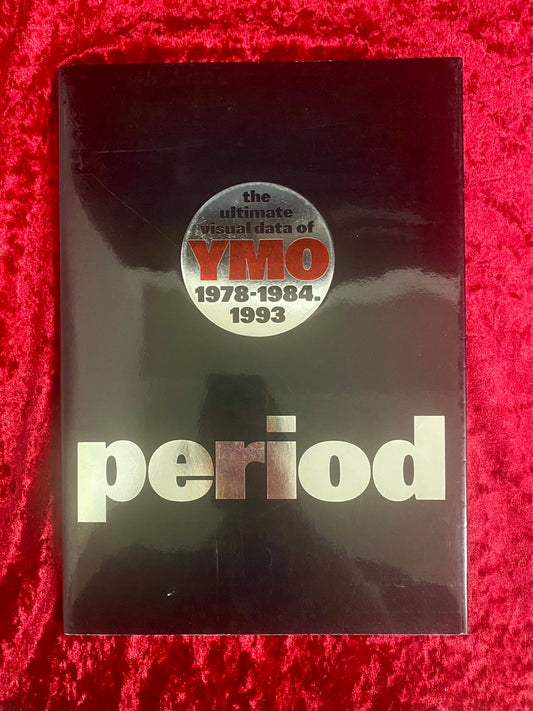 the
ultimate
visual data of
YMO
1978-1984.
1993
period